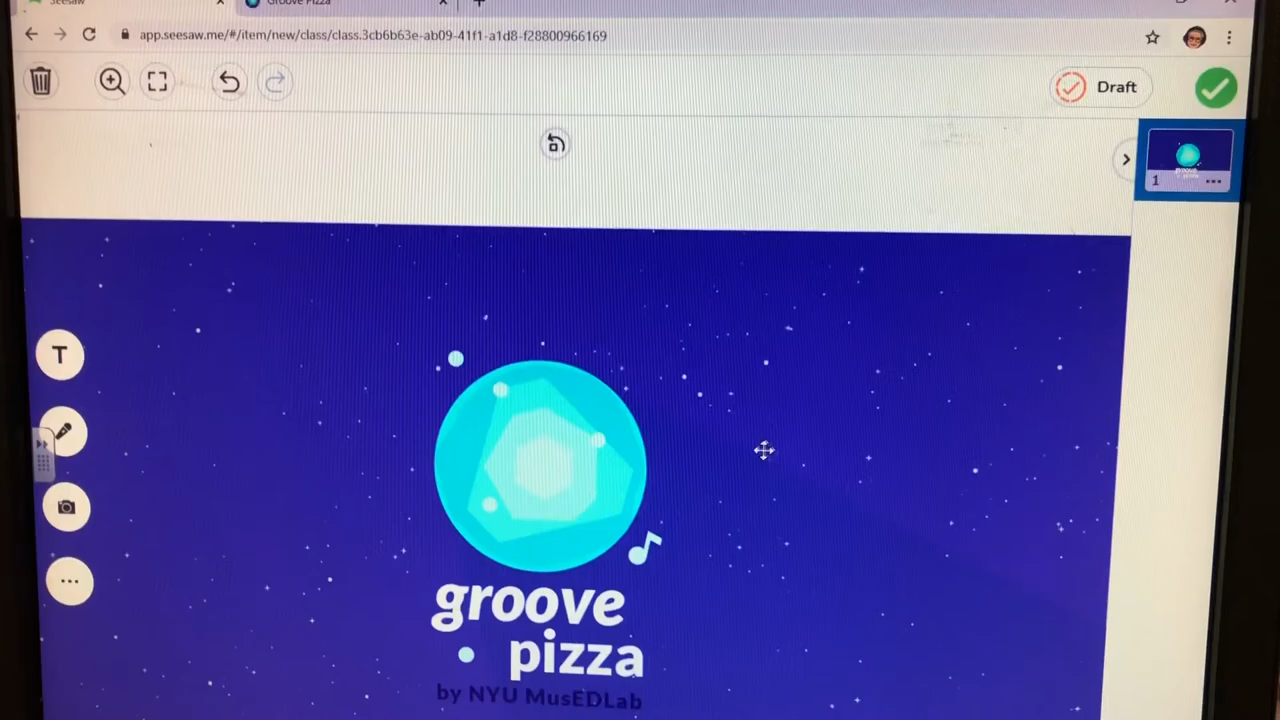 Seesaw
Groove Pizza
app.seesaw.me/#/item/new/class/class.3cb6b63e-ab09-41f1-a1d8-f28800966169
Draft
1
T
groove
pizza
by NYU MusEDLab